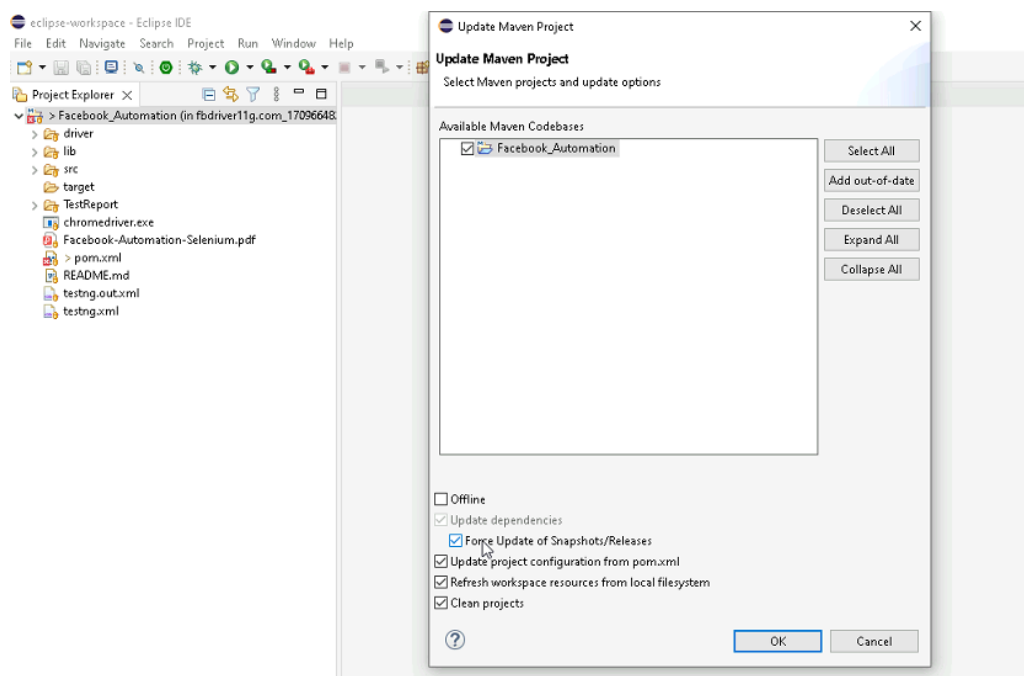 eclipse-workspace - Eclipse IDE
File Edit Navigate Search Project Run Window Help
Project Explorer
> Facebook_Automation (in fbdriver11g.com_17096648
driver
lib
src
target
TestReport
chromedriver.exe
Facebook-Automation-Selenium.pdf
> pom.xml
README.md
testng.out.xml
testng.xml
Update Maven Project
Update Maven Project
Select Maven projects and update options
Available Maven Codebases
Facebook_Automation
Select All
Add out-of-date
Deselect All
Expand All
Collapse All
Offline
Update dependencies
Force Update of Snapshots/Releases
Update project configuration from pom.xml
Refresh workspace resources from local filesystem
Clean projects
OK Cancel